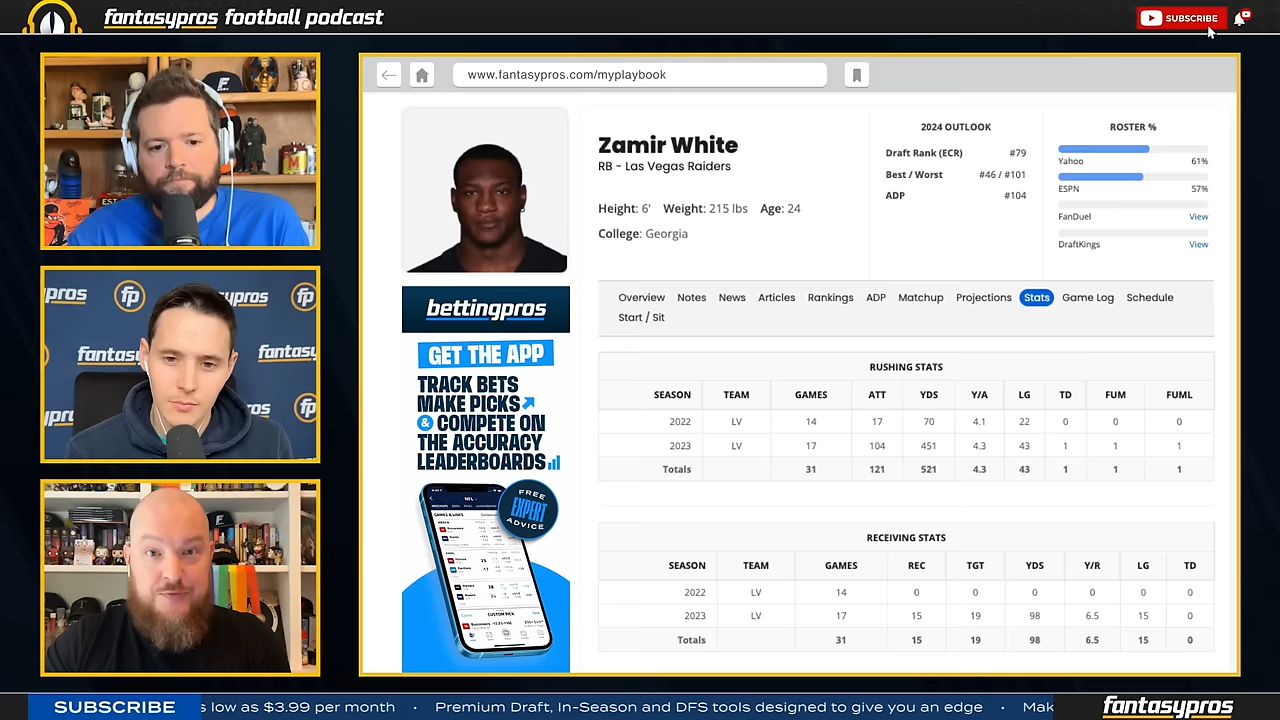 fantasypros football podcast
SUBSCRIBE
www.fantasypros.com/myplaybook
Zamir White
RB - Las Vegas Raiders
Height: 6' Weight: 215 lbs Age: 24
College: Georgia
2024 OUTLOOK
Draft Rank (ECR) #79
Best / Worst #46 / #101
ADP #104
ROSTER %
Yahoo 61%
ESPN 57%
FanDuel View
DraftKings View
Overview Notes News Articles Rankings ADP Matchup Projections Stats Game Log Schedule
Start / Sit
RUSHING STATS
SEASON TEAM GAMES ATT YDS Y/A LG TD FUM FUML
2022 LV 14 17 70 4.1 22 0 0 0
2023 LV 17 104 451 4.3 43 1 1 1
Totals 31 121 521 4.3 43 1 1 1
RECEIVING STATS
SEASON TEAM GAMES REC TGT YDS Y/R LG TD
2022 LV 14 0 0 0 0 0 0
2023 LV 17 15 19 98 6.5 15 0
Totals 31 15 19 98 6.5 15 0
bettingpros
GET THE APP
TRACK BETS
MAKE PICKS
& COMPETE ON
THE ACCURACY
LEADERBOARDS
FREE
EXPERT
ADVICE
pros
fp
ypros
fp
fantas
fantas
fp
SUBSCRIBE
s low as $3.99 per month • Premium Draft, In-Season and DFS tools designed to give you an edge • Mak
fantasypros